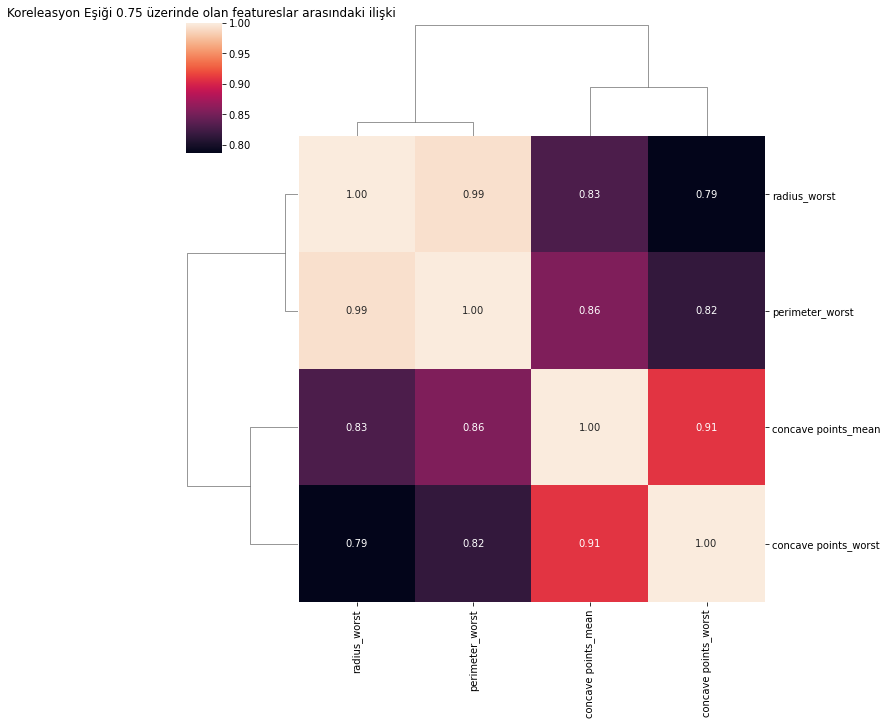 Koreleasyon Eşiği 0.75 üzerinde olan featureslar arasındaki ilişki
1.00
0.95
0.90
0.85
0.80
1.00 0.99 0.83 0.79 radius_worst
0.99 1.00 0.86 0.82 perimeter_worst
0.83 0.86 1.00 0.91 concave points_mean
0.79 0.82 0.91 1.00 concave points_worst
radius_worst
perimeter_worst
concave points_mean
concave points_worst